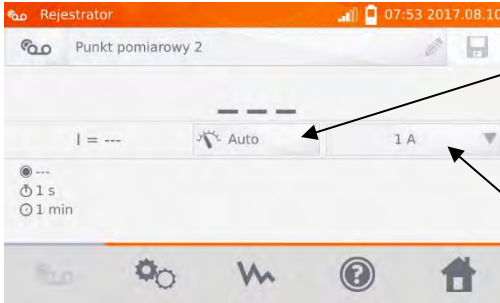 Rejestrator 07:53 2017.08.10
Punkt pomiarowy 2
---
I = --- Auto 1 A
---
1 s
1 min
?